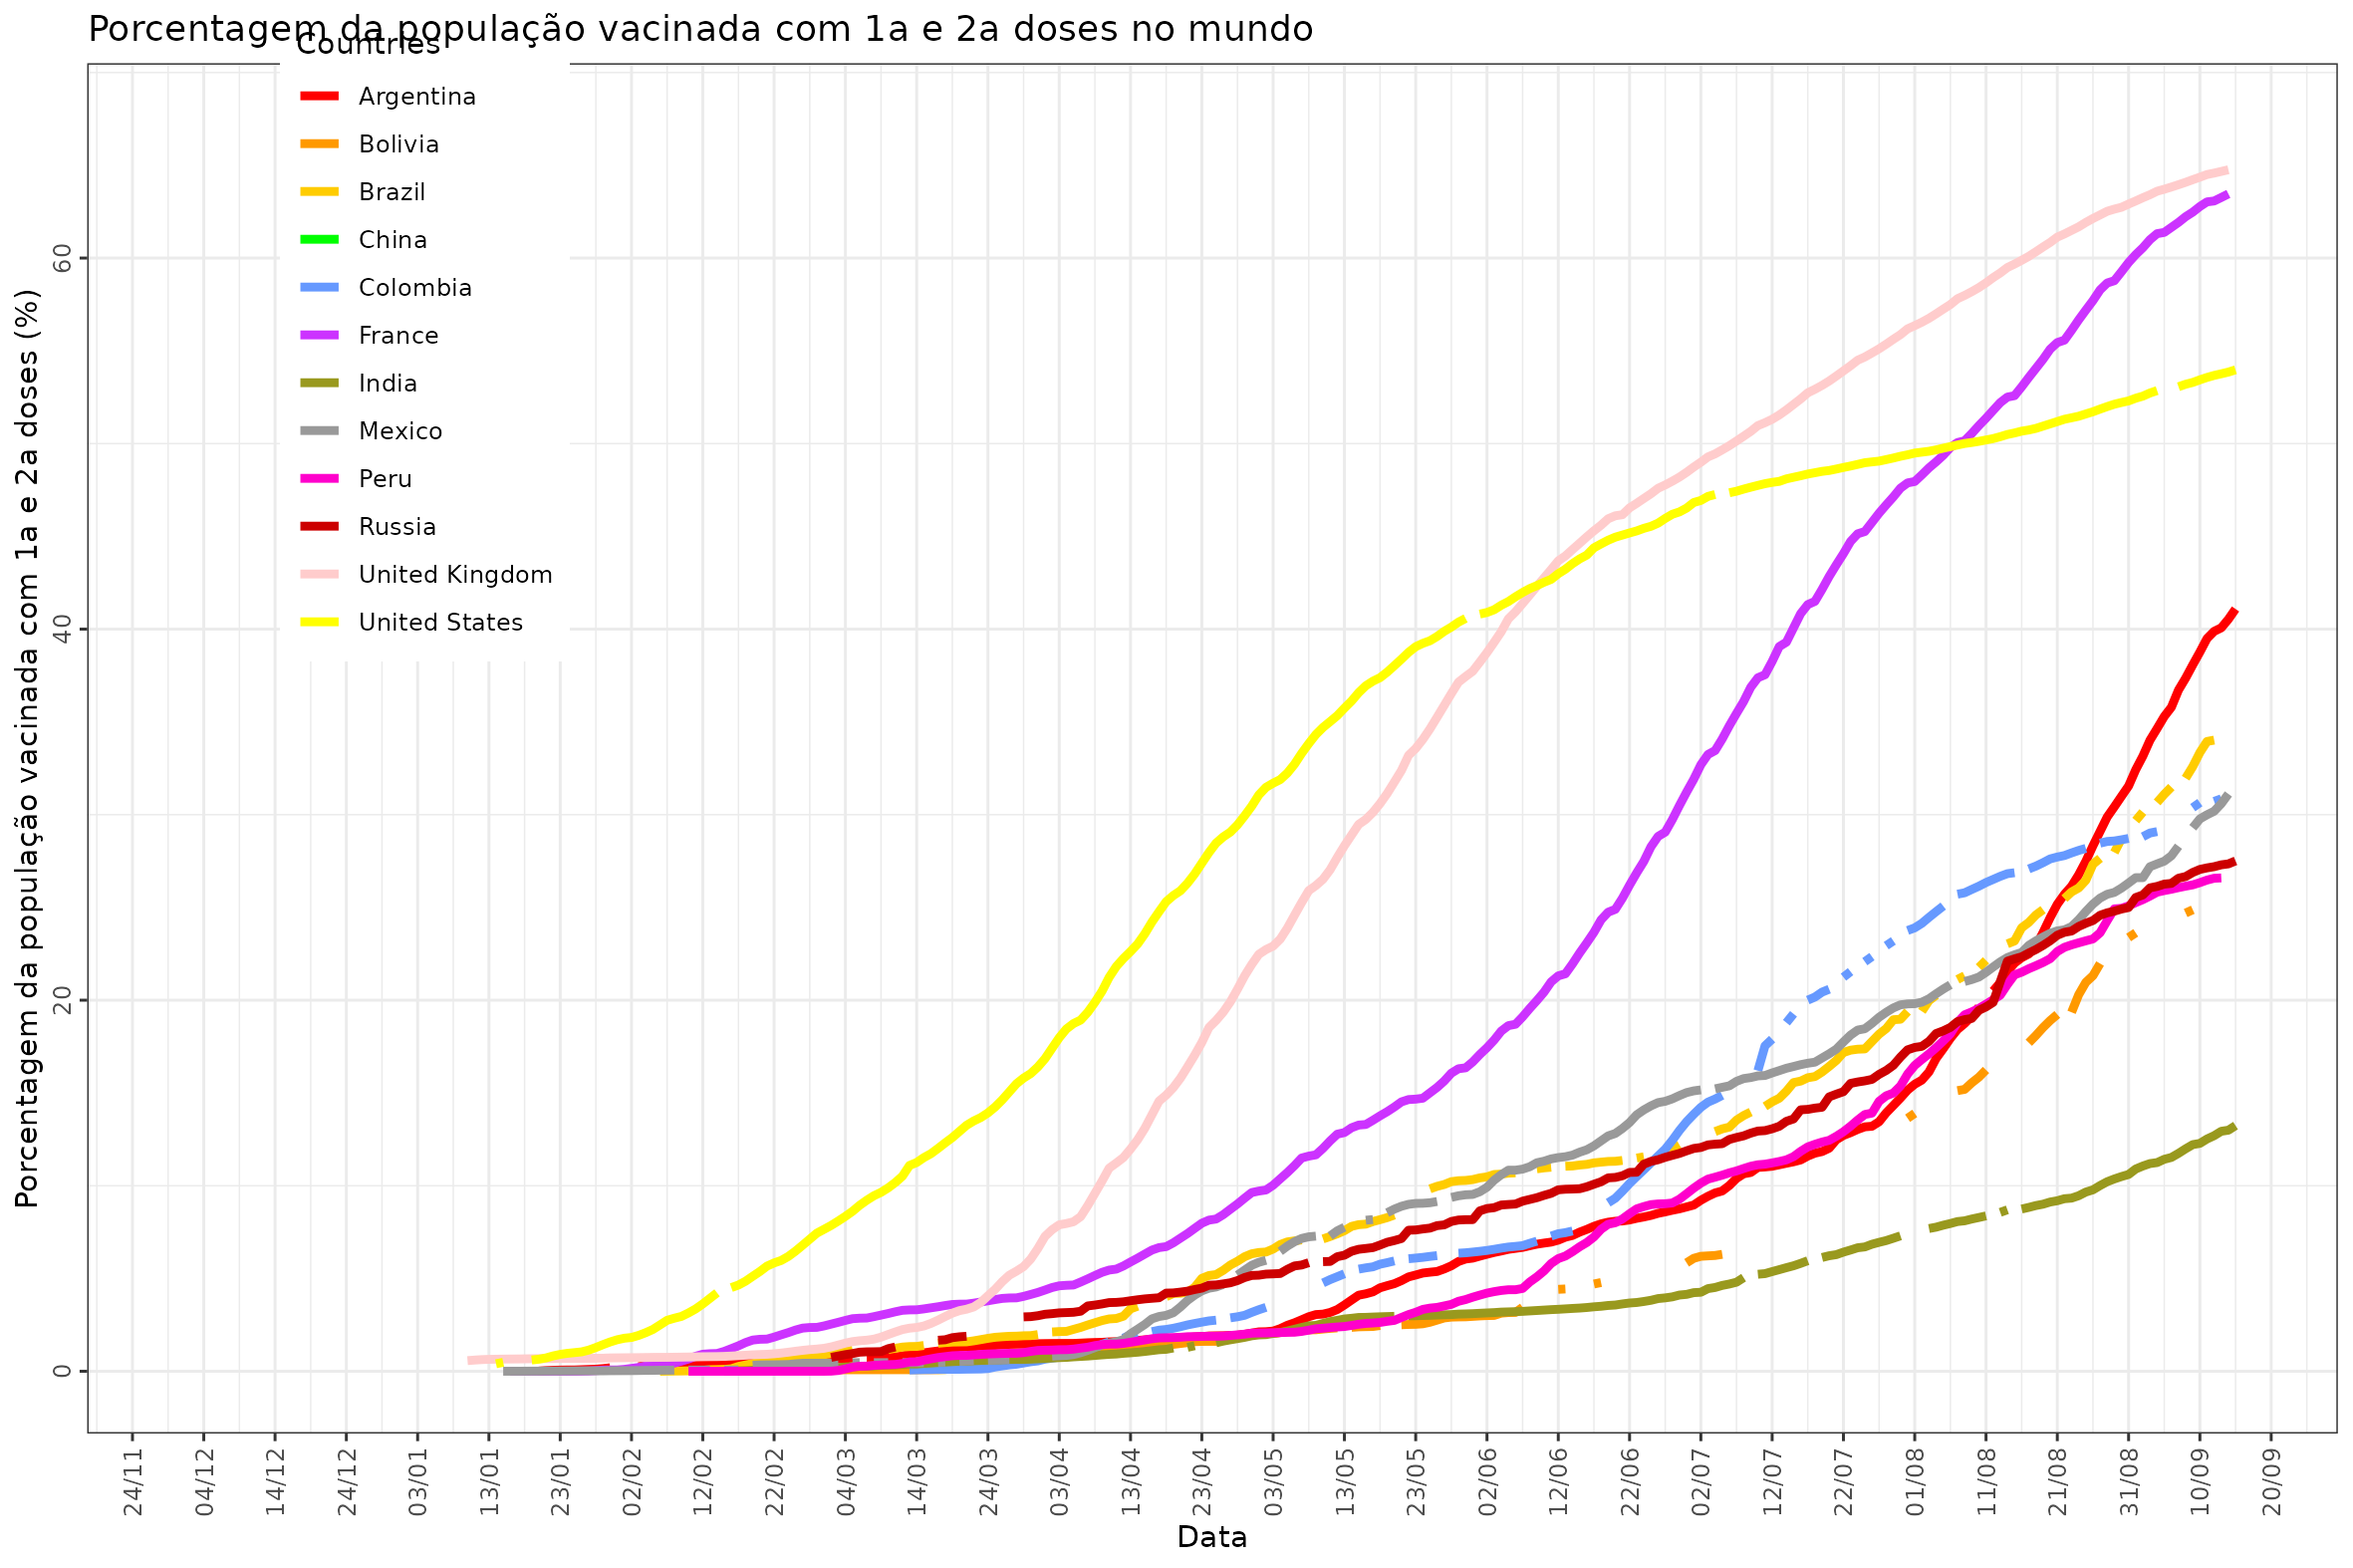 Porcentagem da população vacinada com 1a e 2a doses no mundo
Countries
Argentina
Bolivia
Brazil
China
Colombia
France
India
Mexico
Peru
Russia
United Kingdom
United States
Porcentagem da população vacinada com 1a e 2a doses (%)
60
40
20
0
24/11
04/12
14/12
24/12
03/01
13/01
23/01
02/02
12/02
22/02
04/03
14/03
24/03
03/04
13/04
23/04
03/05
13/05
23/05
02/06
12/06
22/06
02/07
12/07
22/07
01/08
11/08
21/08
31/08
10/09
20/09
Data